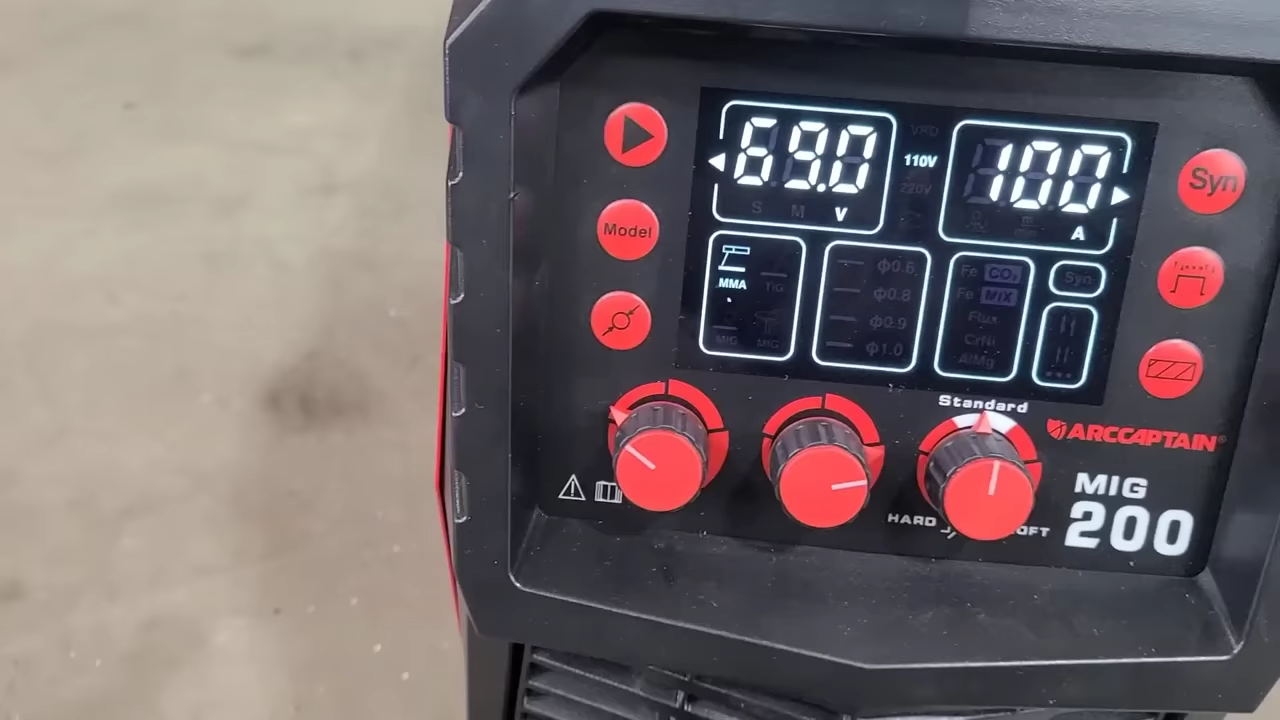 69.0
V
VRD
110V
220V
100
A
S M
Syn
Model
MMA
TIG
MIG
MIG
Φ0.6
Φ0.8
Φ0.9
Φ1.0
Fe CO₂
Fe MIX
Flux
CrNi
AlMg
Syn
Standard
HARD
OFT
ARCCAPTAIN®
MIG
200